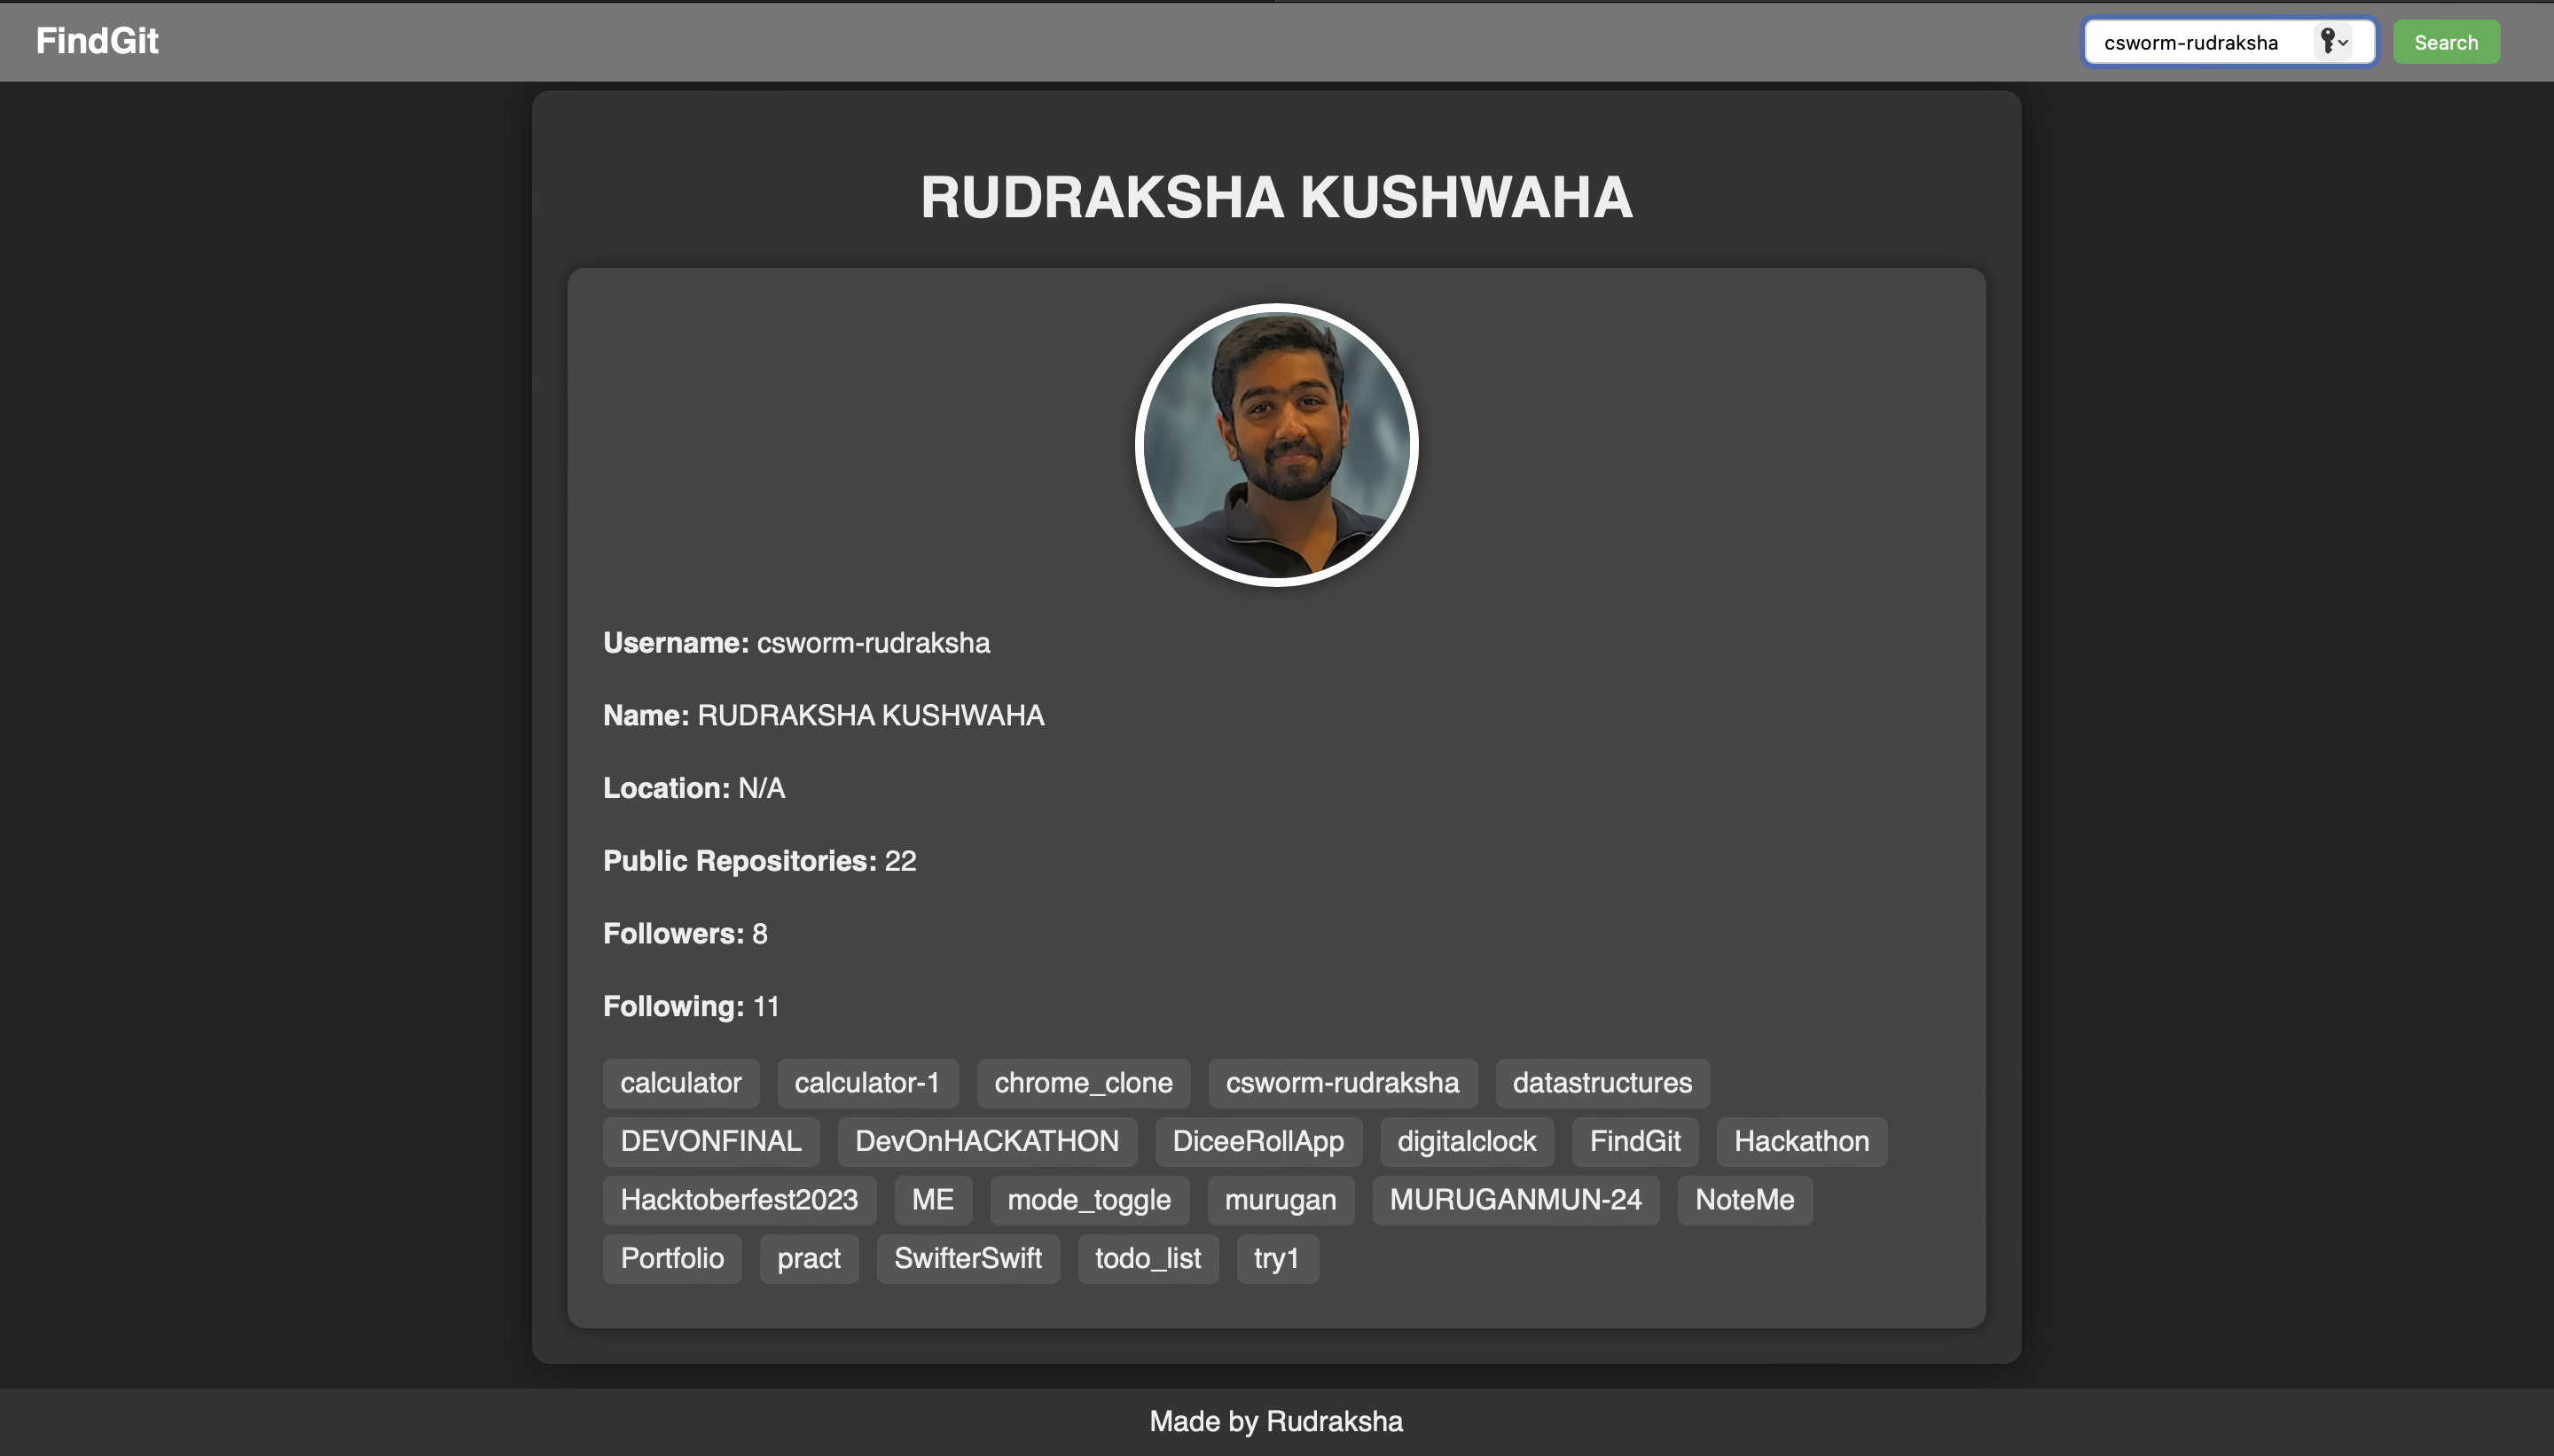 FindGit csworm-rudraksha Search
RUDRAKSHA KUSHWAHA
Username: csworm-rudraksha
Name: RUDRAKSHA KUSHWAHA
Location: N/A
Public Repositories: 22
Followers: 8
Following: 11
calculator calculator-1 chrome_clone csworm-rudraksha datastructures
DEVONFINAL DevOnHACKATHON DiceeRollApp digitalclock FindGit Hackathon
Hacktoberfest2023 ME mode_toggle murugan MURUGANMUN-24 NoteMe
Portfolio pract SwifterSwift todo_list try1
Made by Rudraksha